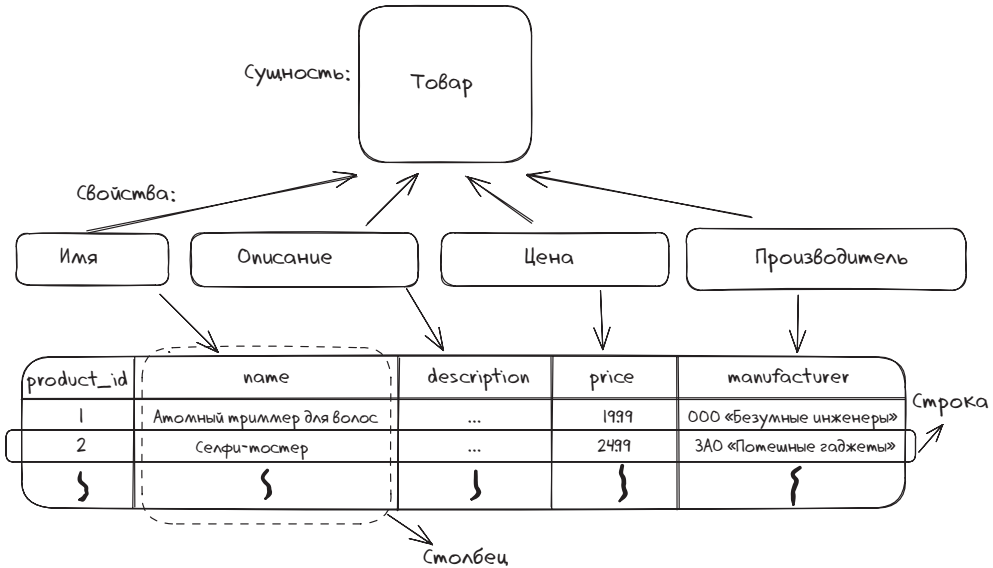 Сущность:
Товар
Свойства:
Имя
Описание
Цена
Производитель
product_id
name
description
price
manufacturer
Строка
1
Атомный триммер для волос
...
1999
ООО «Безумные инженеры»
2
Селфи-тостер
...
2499
ЗАО «Потешные гаджеты»
Столбец